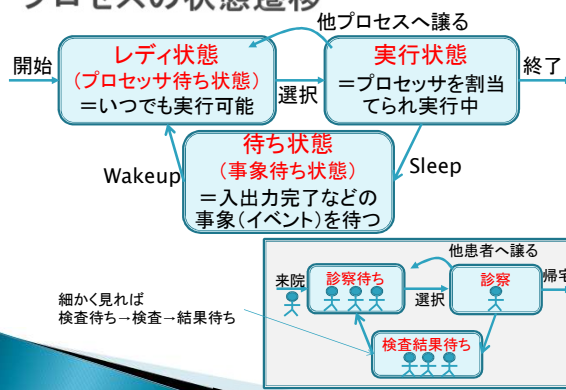 プロセスの状態遷移
他プロセスへ譲る
開始
レディ状態
(プロセッサ待ち状態)
＝いつでも実行可能
選択
実行状態
＝プロセッサを割当
てられ実行中
終了
待ち状態
(事象待ち状態)
＝入出力完了などの
事象(イベント)を待つ
Wakeup
Sleep
他患者へ譲る
来院
診察待ち
選択
診察
帰宅
検査結果待ち
細かく見れば
検査待ち→検査→結果待ち